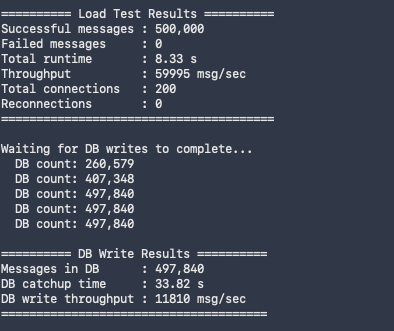 ========== Load Test Results ==========
Successful messages : 500,000
Failed messages     : 0
Total runtime       : 8.33 s
Throughput          : 59995 msg/sec
Total connections   : 200
Reconnections       : 0
=======================================

Waiting for DB writes to complete...
  DB count: 260,579
  DB count: 407,348
  DB count: 497,840
  DB count: 497,840
  DB count: 497,840

========== DB Write Results ==========
Messages in DB      : 497,840
DB catchup time     : 33.82 s
DB write throughput : 11810 msg/sec
======================================